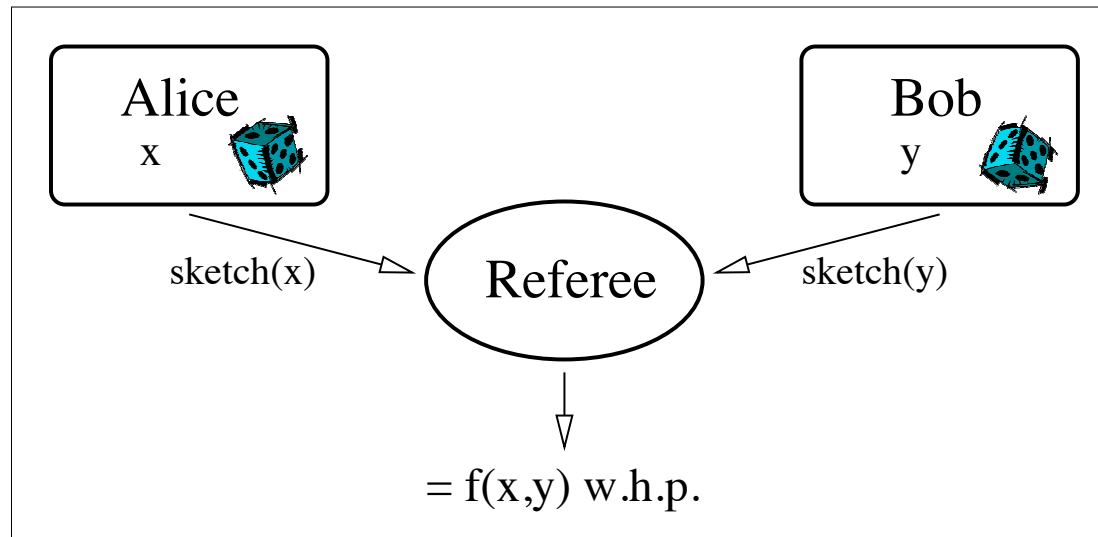 Alice
x
Bob
y
sketch(x)
Referee
sketch(y)
= f(x,y) w.h.p.